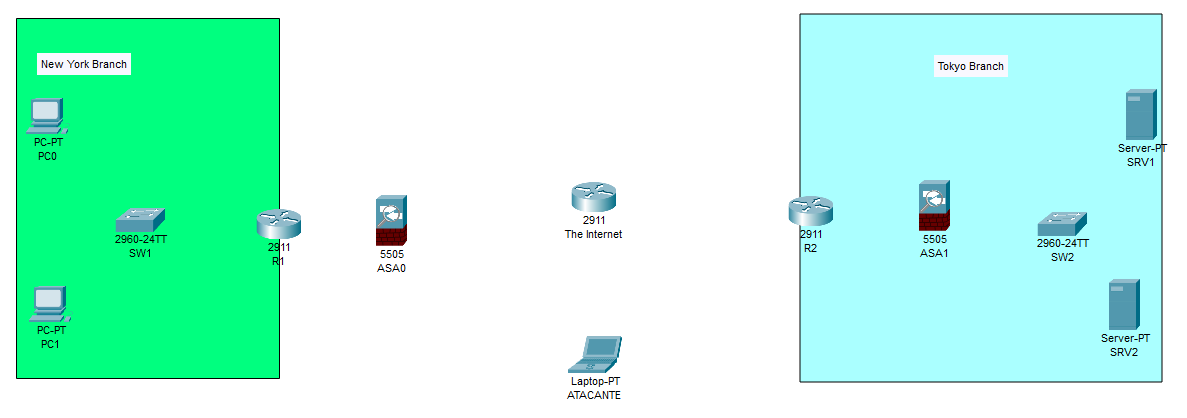 New York Branch
Tokyo Branch
PC-PT
PC0
Server-PT
SRV1
2960-24TT
SW1
2911
R1
5505
ASA0
2911
The Internet
2911
R2
5505
ASA1
2960-24TT
SW2
PC-PT
PC1
Laptop-PT
ATACANTE
Server-PT
SRV2